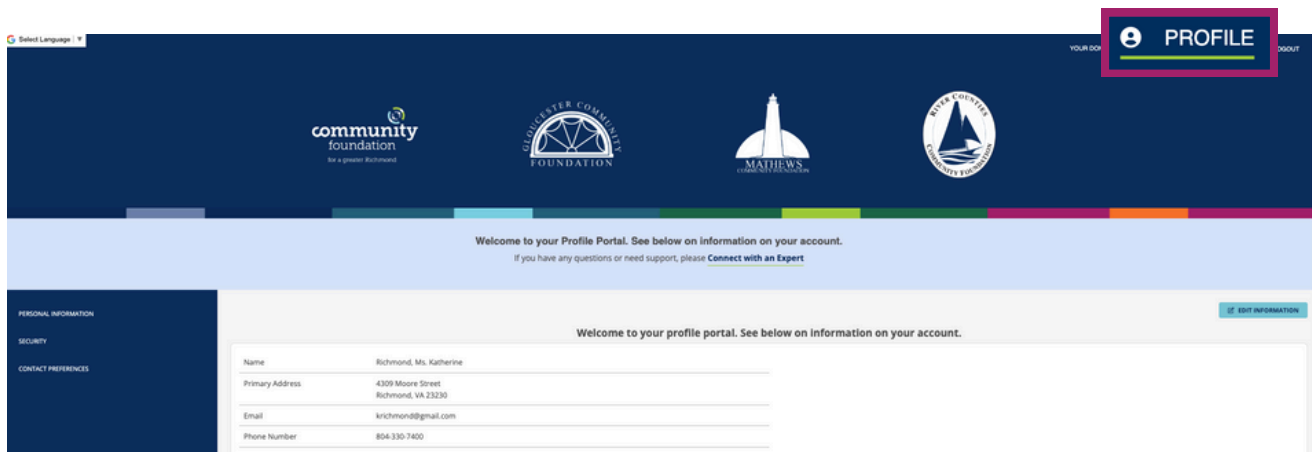 Select Language ▼
YOUR DO
PROFILE
OGOUT
community
foundation
for a greater Richmond
GLOUCESTER COMMUNITY
FOUNDATION
MATHEWS
COMMUNITY FOUNDATION
RIVER COUNTIES
COMMUNITY FOUNDATION
Welcome to your Profile Portal. See below on information on your account.
If you have any questions or need support, please Connect with an Expert
PERSONAL INFORMATION
SECURITY
CONTACT PREFERENCES
EDIT INFORMATION
Welcome to your profile portal. See below on information on your account.
Name Richmond, Ms. Katherine
Primary Address 4309 Moore Street
Richmond, VA 23230
Email krichmond@gmail.com
Phone Number 804-330-7400